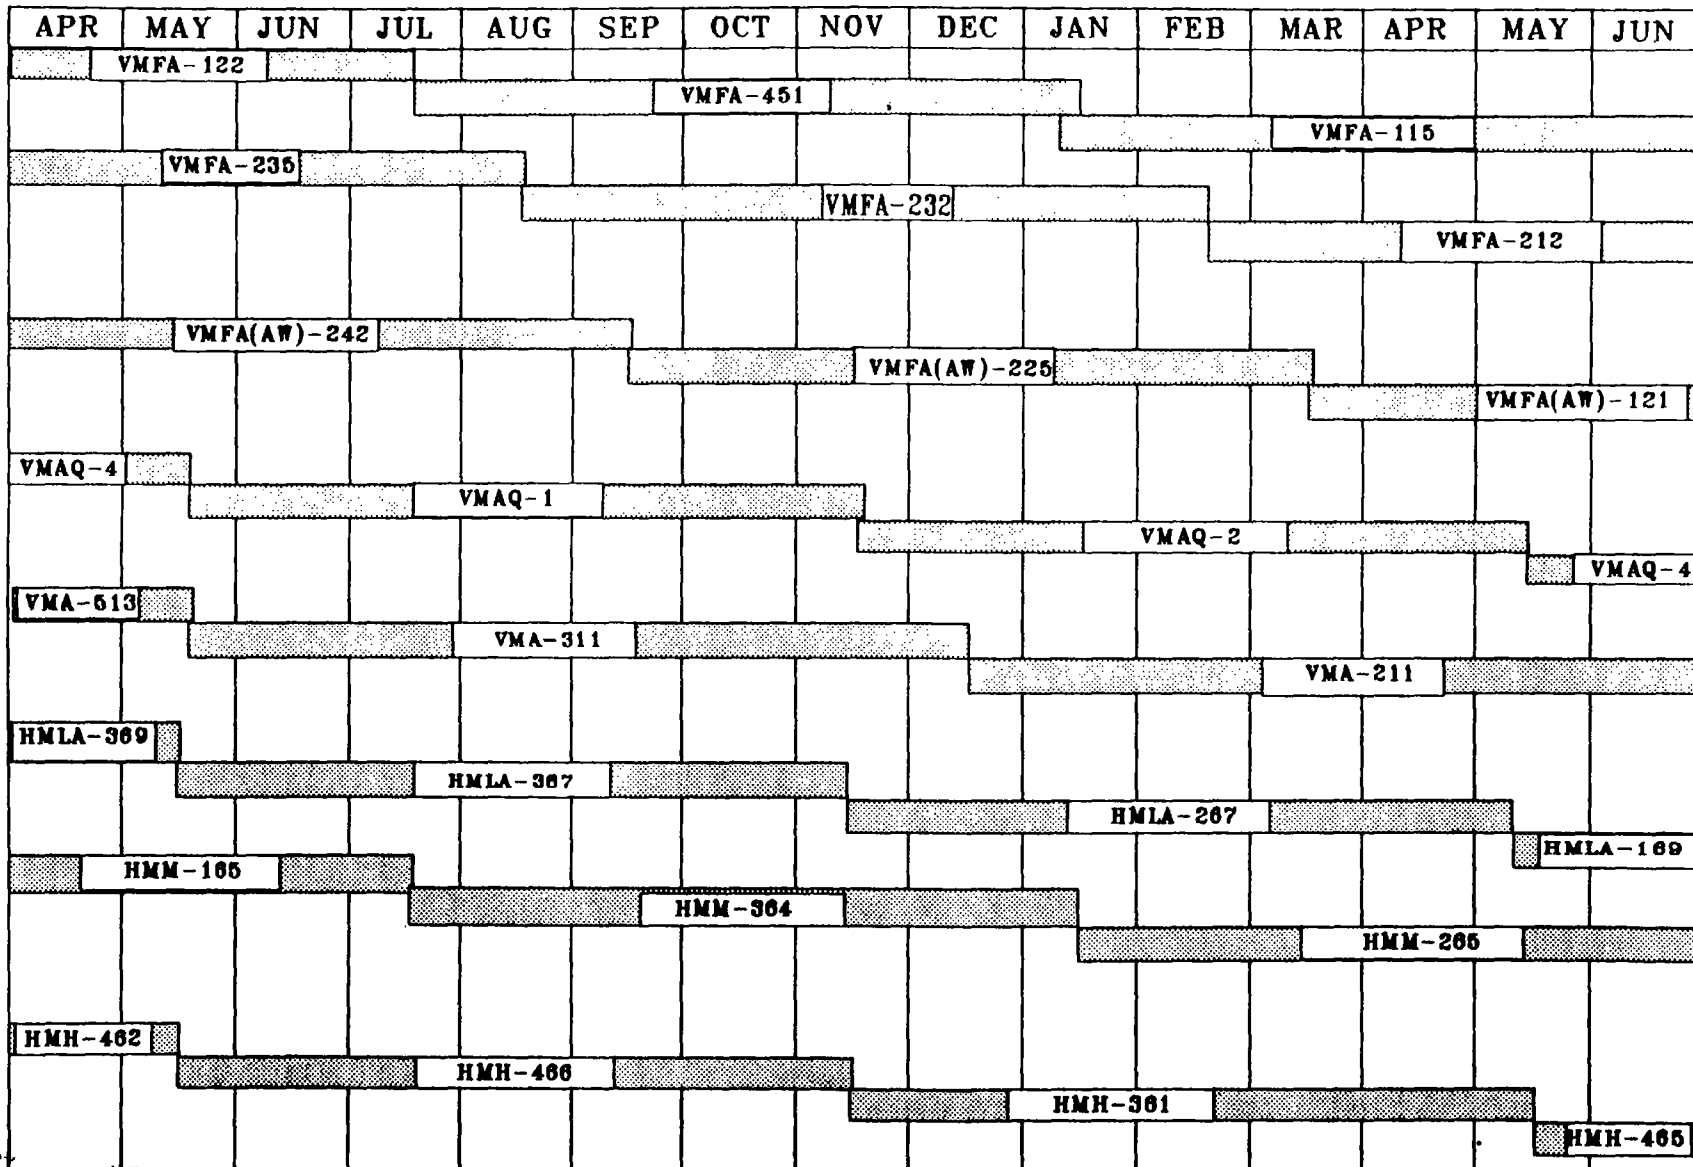 APR MAY JUN JUL AUG SEP OCT NOV DEC JAN FEB MAR APR MAY JUN
VMFA-122
VMFA-451
VMFA-115
VMFA-235
VMFA-232
VMFA-212
VMFA(AW)-242
VMFA(AW)-225
VMFA(AW)-121
VMAQ-4
VMAQ-1
VMAQ-2
VMAQ-4
VMA-513
VMA-311
VMA-211
HMLA-369
HMLA-367
HMLA-267
HMLA-169
HMM-165
HMM-364
HMM-265
HMH-462
HMH-466
HMH-361
HMH-465